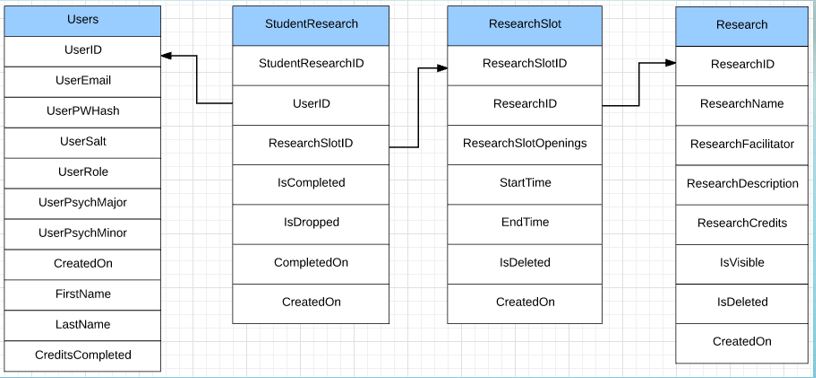 Users
UserID
UserEmail
UserPWHash
UserSalt
UserRole
UserPsychMajor
UserPsychMinor
CreatedOn
FirstName
LastName
CreditsCompleted
StudentResearch
StudentResearchID
UserID
ResearchSlotID
IsCompleted
IsDropped
CompletedOn
CreatedOn
ResearchSlot
ResearchSlotID
ResearchID
ResearchSlotOpenings
StartTime
EndTime
IsDeleted
CreatedOn
Research
ResearchID
ResearchName
ResearchFacilitator
ResearchDescription
ResearchCredits
IsVisible
IsDeleted
CreatedOn